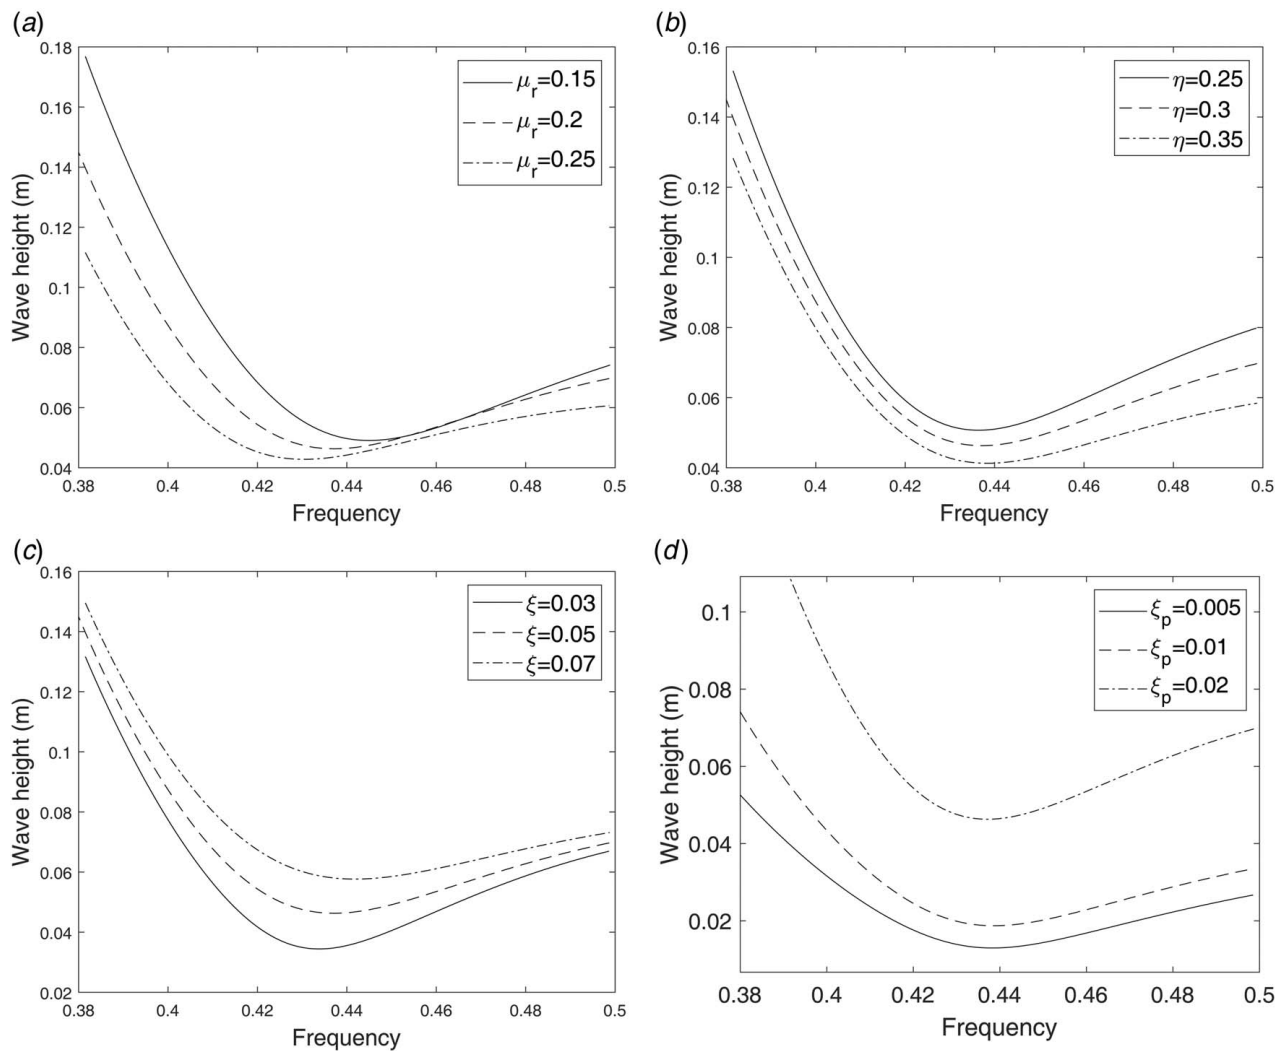 (a)
0.18
0.16
0.14
0.12
0.1
0.08
0.06
0.04
Wave height (m)
μr=0.15
μr=0.2
μr=0.25
0.38 0.4 0.42 0.44 0.46 0.48 0.5
Frequency
(b)
0.16
0.14
0.12
0.1
0.08
0.06
0.04
Wave height (m)
η=0.25
η=0.3
η=0.35
0.38 0.4 0.42 0.44 0.46 0.48 0.5
Frequency
(c)
0.16
0.14
0.12
0.1
0.08
0.06
0.04
0.02
Wave height (m)
ξ=0.03
ξ=0.05
ξ=0.07
0.38 0.4 0.42 0.44 0.46 0.48 0.5
Frequency
(d)
0.1
0.08
0.06
0.04
0.02
Wave height (m)
ξp=0.005
ξp=0.01
ξp=0.02
0.38 0.4 0.42 0.44 0.46 0.48 0.5
Frequency